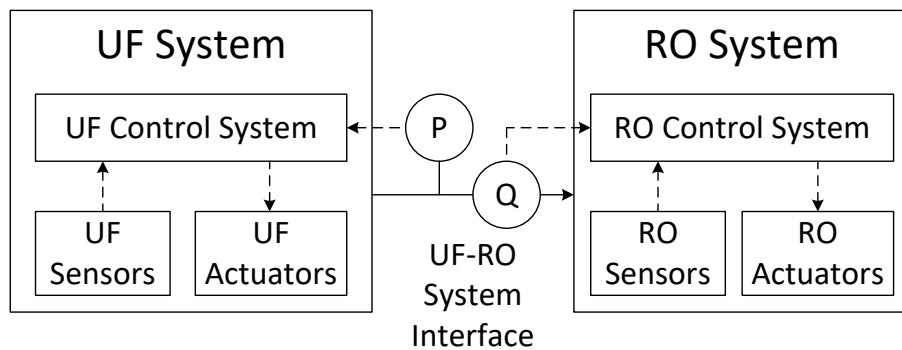 UF System
UF Control System
UF
Sensors
UF
Actuators
P
Q
UF-RO
System
Interface
RO System
RO Control System
RO
Sensors
RO
Actuators